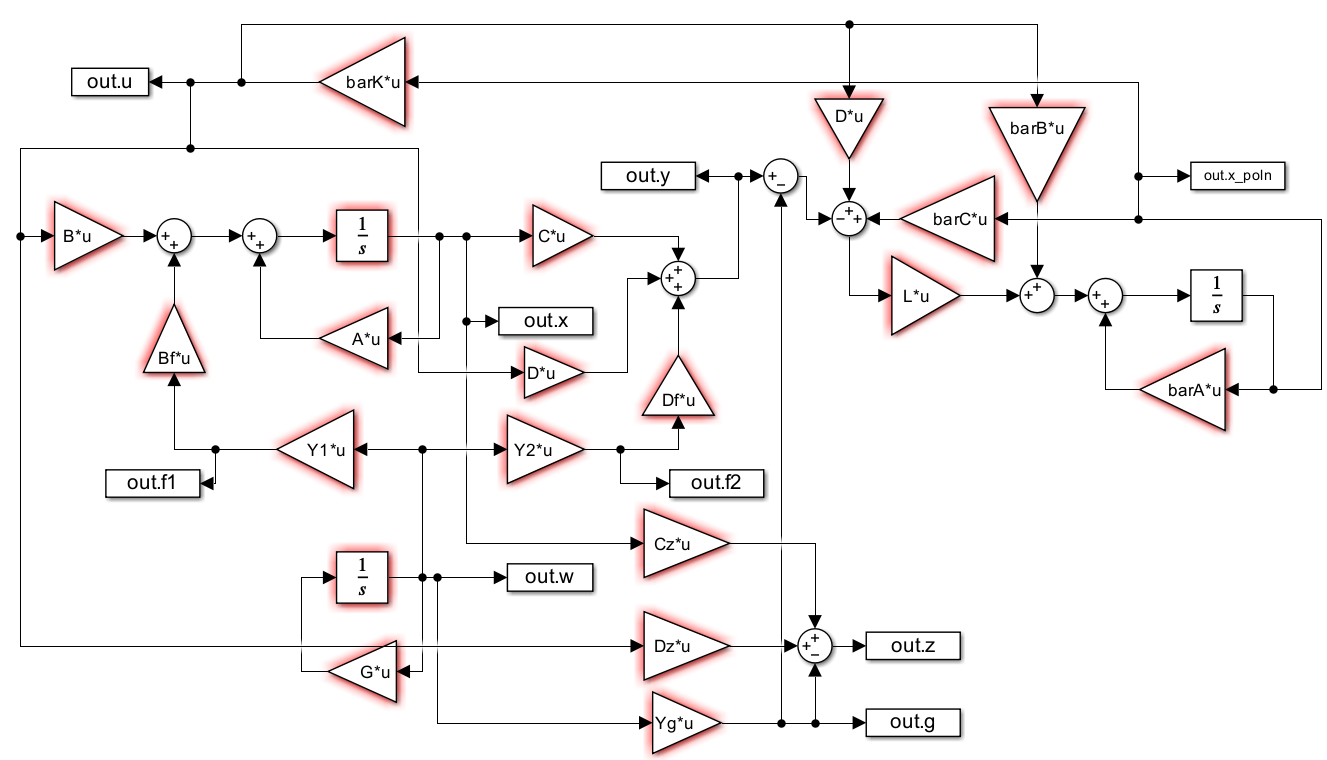 out.u
barK*u
D*u
barB*u
out.y
+
−
out.x_poln
B*u
+
+
+
+
1
s
C*u
−
+
+
barC*u
+
+
+
L*u
+
+
+
+
1
s
A*u
out.x
Bf*u
D*u
Df*u
barA*u
Y1*u
Y2*u
out.f1
out.f2
Cz*u
1
s
out.w
G*u
Dz*u
+
+
−
out.z
Yg*u
out.g